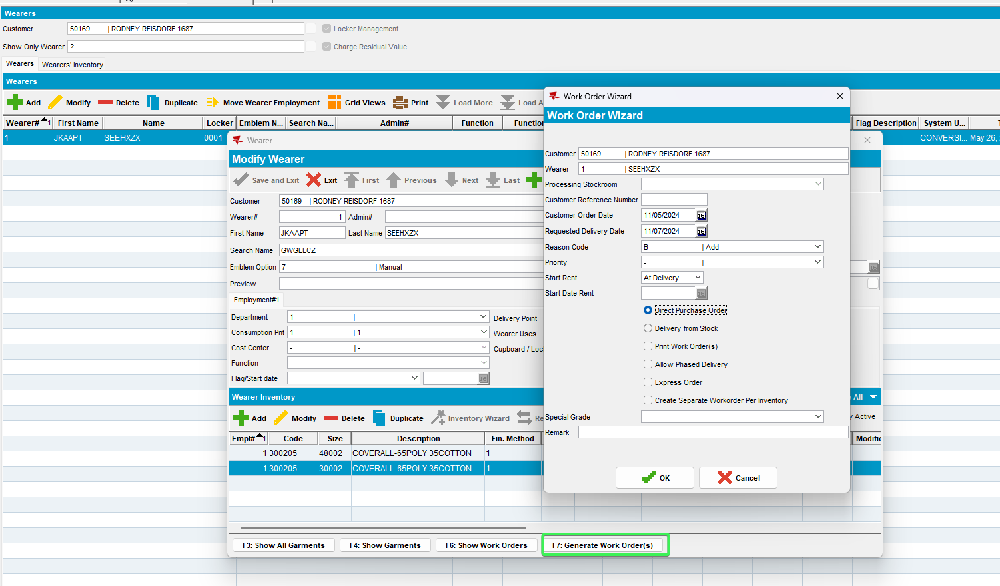 Wearers
Customer 50169 | RODNEY REISDORF 1687 ... Locker Management
Show Only Wearer ? ... Charge Residual Value
Wearers Wearers' Inventory
Wearers
Add Modify Delete Duplicate Move Wearer Employment Grid Views Print Load More Load A
Wearer# 1 First Name Name Locker Emblem N... Search Na... Admin# Function Function Flag Description System U...
1 JKAAPT SEEHXZX 0001 CONVERSI... May 26,
Wearer
Modify Wearer
Save and Exit Exit First Previous Next Last
Customer 50169 | RODNEY REISDORF 1687
Wearer# 1 Admin#
First Name JKAAPT Last Name SEEHXZX
Search Name GWGELCZ
Emblem Option 7 | Manual 16
Preview ...
Employment#1
Department 1 | - Delivery Point
Consumption Pnt 1 | 1 Wearer Uses
Cost Center - | - Cupboard / Loc
Function
Flag/Start date 16
Wearer Inventory All
Add Modify Delete Duplicate Inventory Wizard Re y Active
Empl# 1 Code Size Description Fin. Method Modific
1 300205 48002 COVERALL-65POLY 35COTTON 1
1 300205 30002 COVERALL-65POLY 35COTTON 1
F3: Show All Garments F4: Show Garments F6: Show Work Orders F7: Generate Work Order(s)
Work Order Wizard
Work Order Wizard
Customer 50169 | RODNEY REISDORF 1687
Wearer 1 | SEEHXZX
Processing Stockroom
Customer Reference Number
Customer Order Date 11/05/2024 16
Requested Delivery Date 11/07/2024 16
Reason Code B | Add
Priority - |
Start Rent At Delivery
Start Date Rent 16
Direct Purchase Order
Delivery from Stock
Print Work Order(s)
Allow Phased Delivery
Express Order
Create Separate Workorder Per Inventory
Special Grade
Remark
OK Cancel